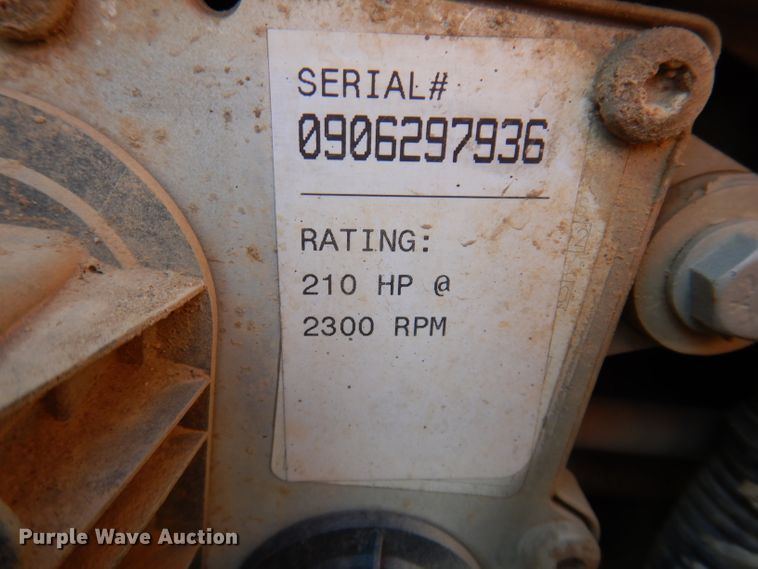 SERIAL#
0906297936
RATING:
210 HP @
2300 RPM
Purple Wave Auction®